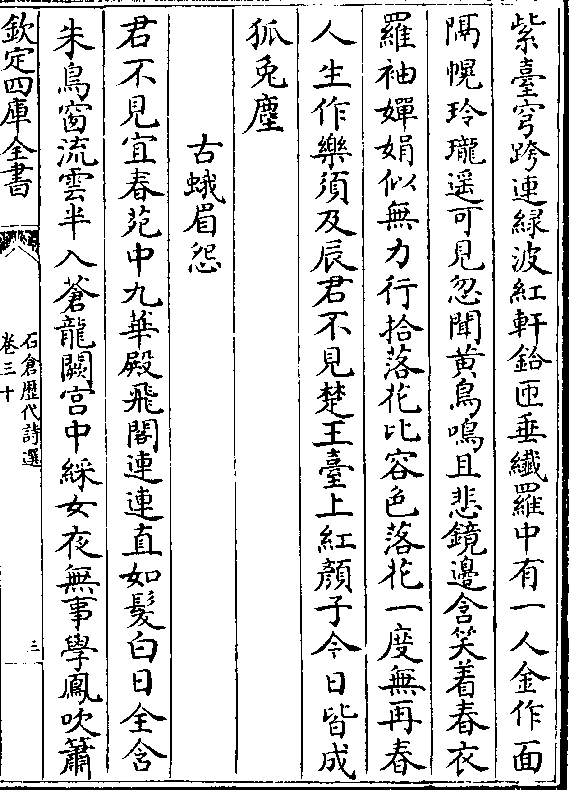 紫臺穹跨連綠波紅軒鉿匝垂纖羅中有一人金作面
隔幌玲瓏遥可見忽聞黄鳥鳴且悲鏡邊含笑着春衣
羅袖嬋娟似無力行拾落花比容色落花一度無再春
人生作樂須及辰君不見楚王臺上紅顔子今日皆成
狐兎塵
古蛾眉怨
君不見宜春苑中九華殿飛閣連連直如髪白日全含
朱鳥窗流雲半入蒼龍闕宫中綵女夜無事學鳳吹簫
欽定四庫全書
石倉歴代詩選
卷三十
三